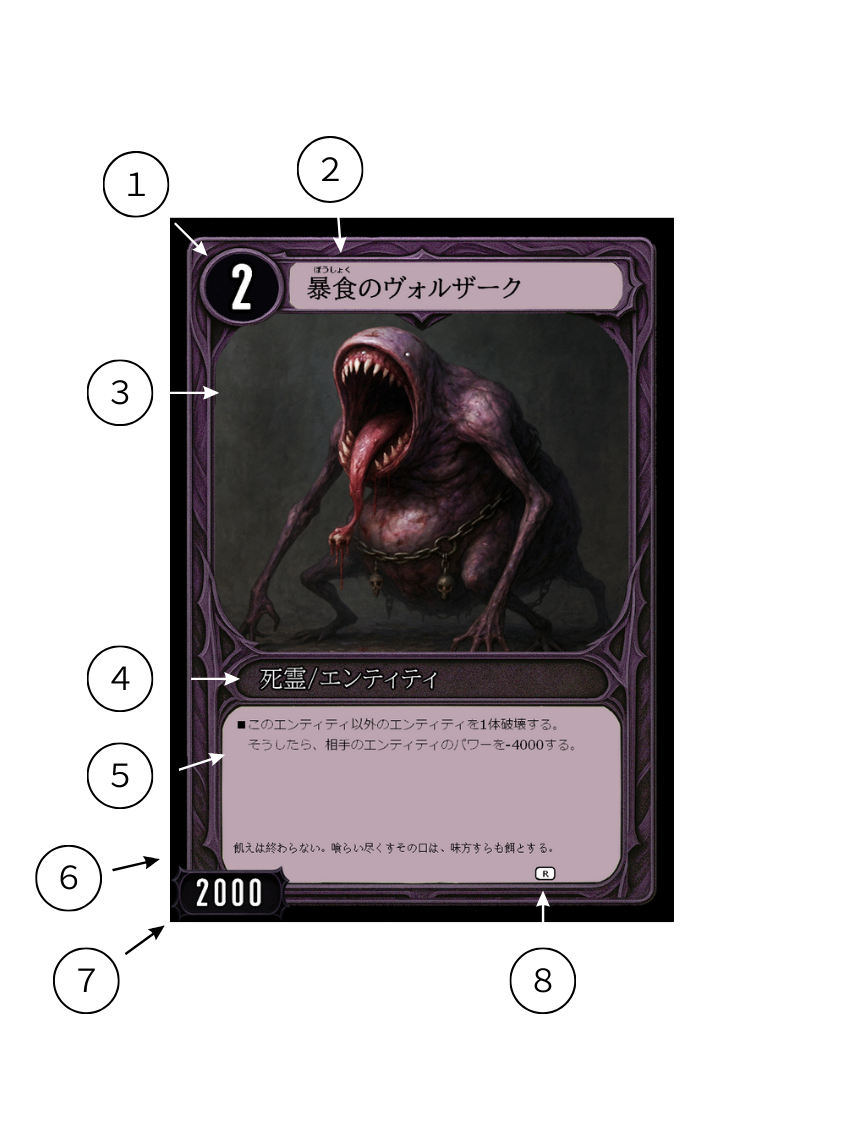 1
2
2
ぼうしょく
暴食のヴォルザーク
3
4
死霊/エンティティ
■このエンティティ以外のエンティティを1体破壊する。
そうしたら、相手のエンティティのパワーを-4000する。
5
飢えは終わらない。喰らい尽くすその口は、味方すらも餌とする。
6
R
2000
7
8